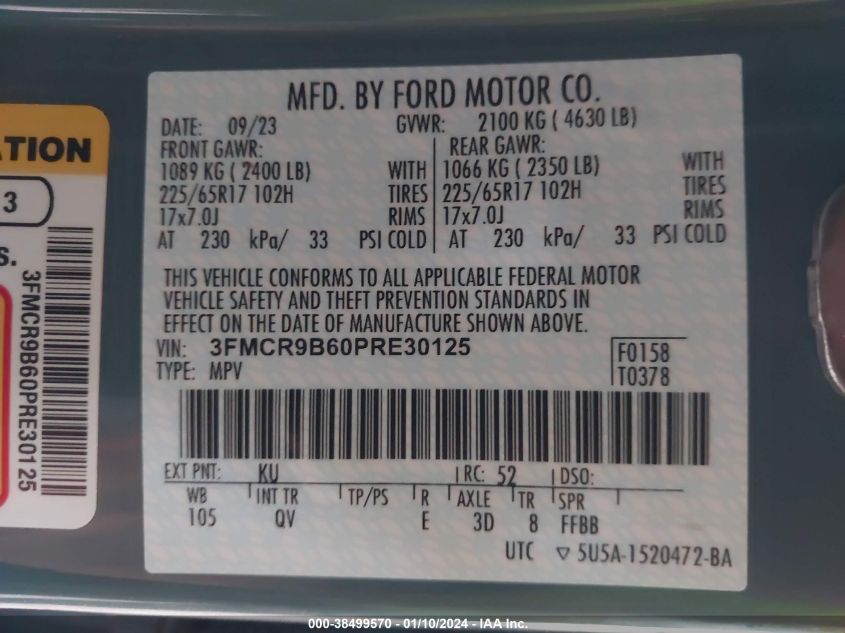 ATION
3
s.
3FMCR9B60PRE30125
MFD. BY FORD MOTOR CO.
DATE: 09/23 GVWR: 2100 KG ( 4630 LB)
FRONT GAWR: REAR GAWR:
1089 KG ( 2400 LB) WITH 1066 KG ( 2350 LB) WITH
225/65R17 102H TIRES 225/65R17 102H TIRES
17x7.0J RIMS 17x7.0J RIMS
AT 230 kPa/ 33 PSI COLD AT 230 kPa/ 33 PSI COLD
THIS VEHICLE CONFORMS TO ALL APPLICABLE FEDERAL MOTOR
VEHICLE SAFETY AND THEFT PREVENTION STANDARDS IN
EFFECT ON THE DATE OF MANUFACTURE SHOWN ABOVE.
VIN: 3FMCR9B60PRE30125 F0158
TYPE: MPV T0378
EXT PNT: KU RC: 52 DSO:
WB INT TR TP/PS R AXLE TR SPR
105 QV E 3D 8 FFBB
UTC ▽ 5U5A-1520472-BA
000-38499570 - 01/10/2024 - IAA Inc.